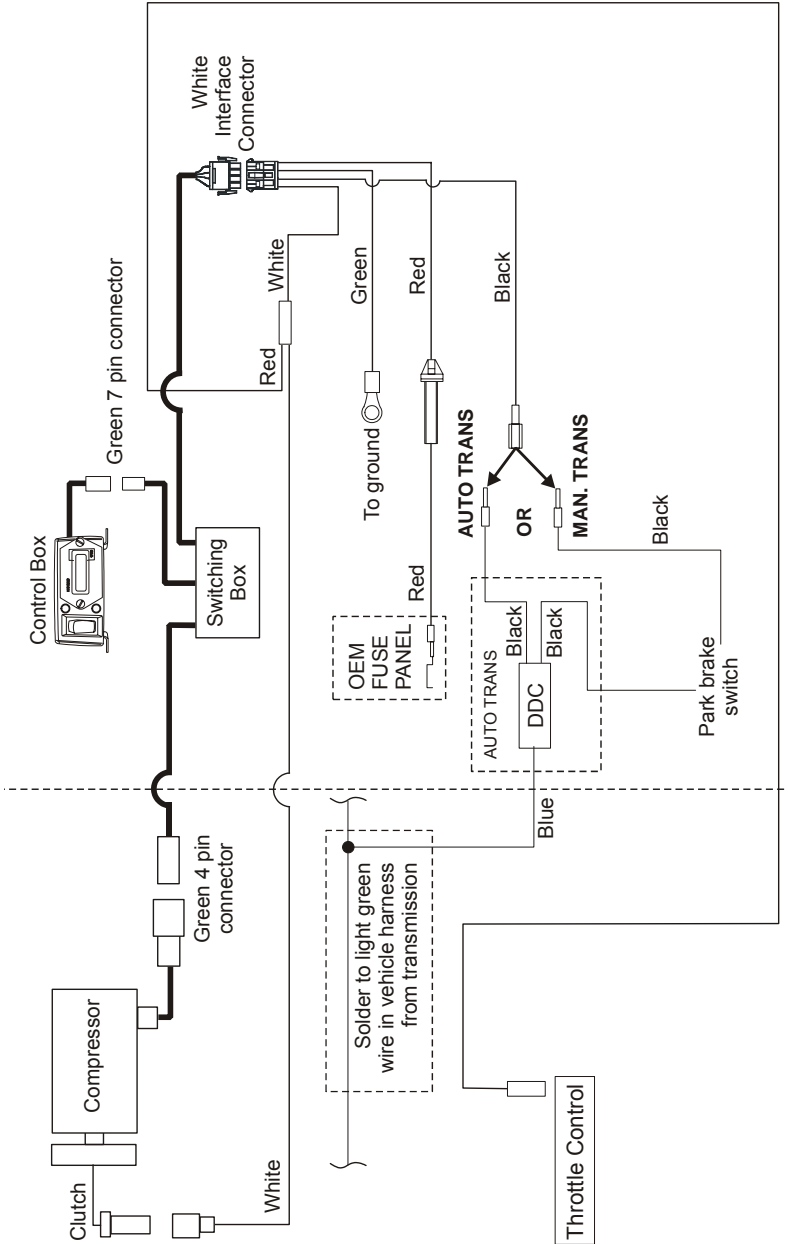 Clutch
Compressor
Green 4 pin
connector
Control Box
Green 7 pin connector
Switching
Box
White
Interface
Connector
White
Red
White
Green
To ground
Red
Red
OEM
FUSE
PANEL
Black
AUTO TRANS
OR
MAN. TRANS
Black
AUTO TRANS
Black
Black
DDC
Park brake
switch
Blue
Solder to light green
wire in vehicle harness
from transmission
Throttle Control